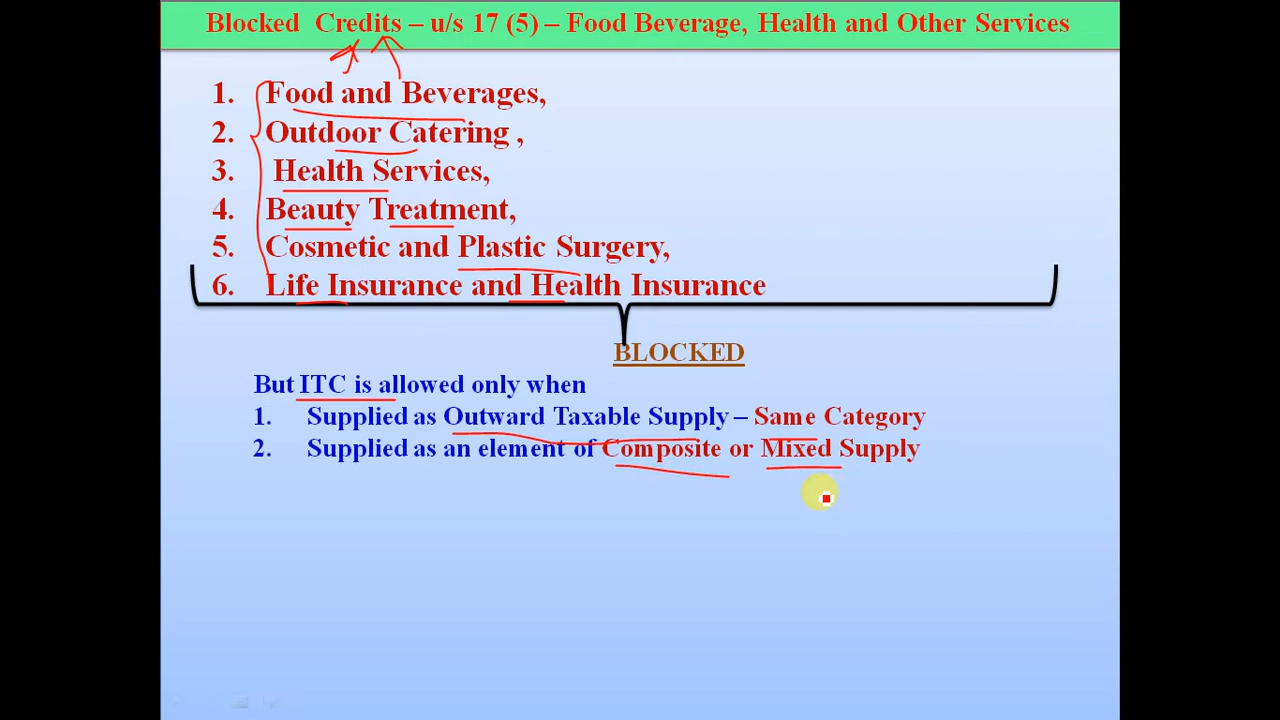 Blocked Credits – u/s 17 (5) – Food Beverage, Health and Other Services
1. Food and Beverages,
2. Outdoor Catering ,
3. Health Services,
4. Beauty Treatment,
5. Cosmetic and Plastic Surgery,
6. Life Insurance and Health Insurance
BLOCKED
But ITC is allowed only when
1. Supplied as Outward Taxable Supply – Same Category
2. Supplied as an element of Composite or Mixed Supply